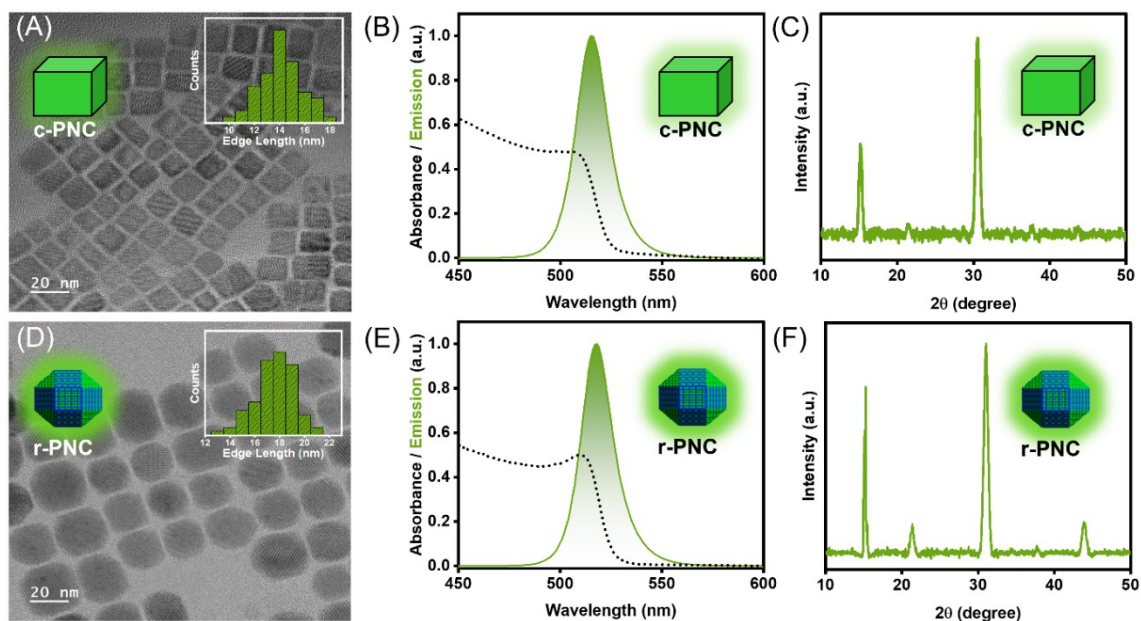 (A)
c-PNC
Counts
10 12 14 16 18
Edge Length (nm)
20 nm
(B)
Absorbance / Emission (a.u.)
1.0
0.8
0.6
0.4
0.2
0.0
450 500 550 600
Wavelength (nm)
c-PNC
(C)
Intensity (a.u.)
10 20 30 40 50
2θ (degree)
c-PNC
(D)
r-PNC
Counts
12 14 16 18 20 22
Edge Length (nm)
20 nm
(E)
Absorbance / Emission (a.u.)
1.0
0.8
0.6
0.4
0.2
0.0
450 500 550 600
Wavelength (nm)
r-PNC
(F)
Intensity (a.u.)
10 20 30 40 50
2θ (degree)
r-PNC